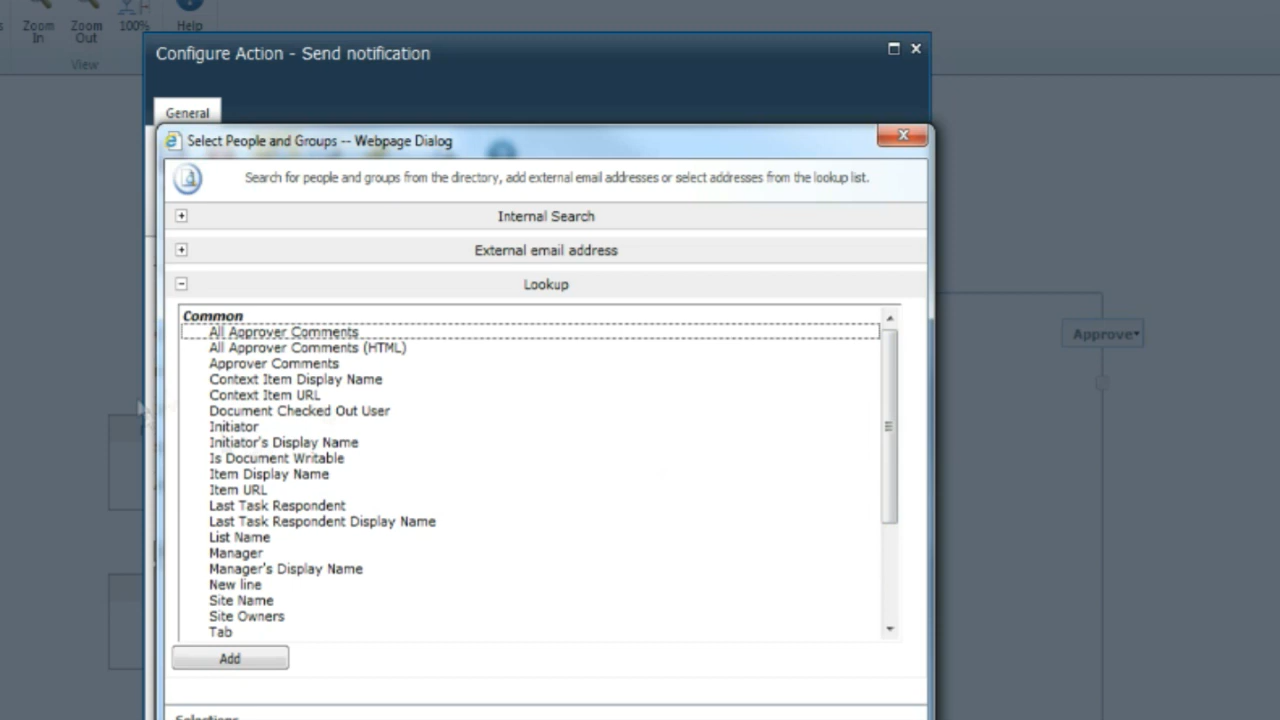 Zoom In
Zoom Out
100%
Help
View
Configure Action - Send notification
General
Select People and Groups -- Webpage Dialog
Search for people and groups from the directory, add external email addresses or select addresses from the lookup list.
Internal Search
External email address
Lookup
Common
All Approver Comments
All Approver Comments (HTML)
Approver Comments
Context Item Display Name
Context Item URL
Document Checked Out User
Initiator
Initiator's Display Name
Is Document Writable
Item Display Name
Item URL
Last Task Respondent
Last Task Respondent Display Name
List Name
Manager
Manager's Display Name
New line
Site Name
Site Owners
Tab
Add
Selections
Approve